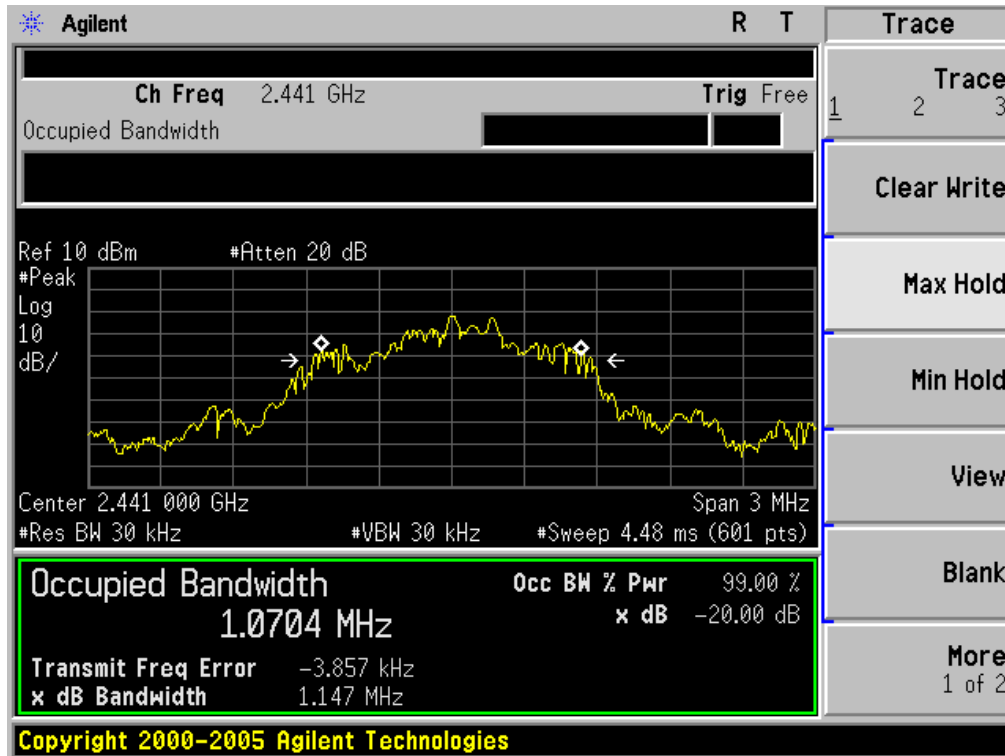 Agilent R T
Ch Freq 2.441 GHz Trig Free
Occupied Bandwidth
Ref 10 dBm #Atten 20 dB
#Peak
Log
10
dB/
Center 2.441 000 GHz Span 3 MHz
#Res BW 30 kHz #VBW 30 kHz #Sweep 4.48 ms (601 pts)
Occupied Bandwidth Occ BW % Pwr 99.00 %
1.0704 MHz x dB -20.00 dB
Transmit Freq Error -3.857 kHz
x dB Bandwidth 1.147 MHz
Copyright 2000-2005 Agilent Technologies
Trace
Trace
1 2 3
Clear Write
Max Hold
Min Hold
View
Blank
More
1 of 2